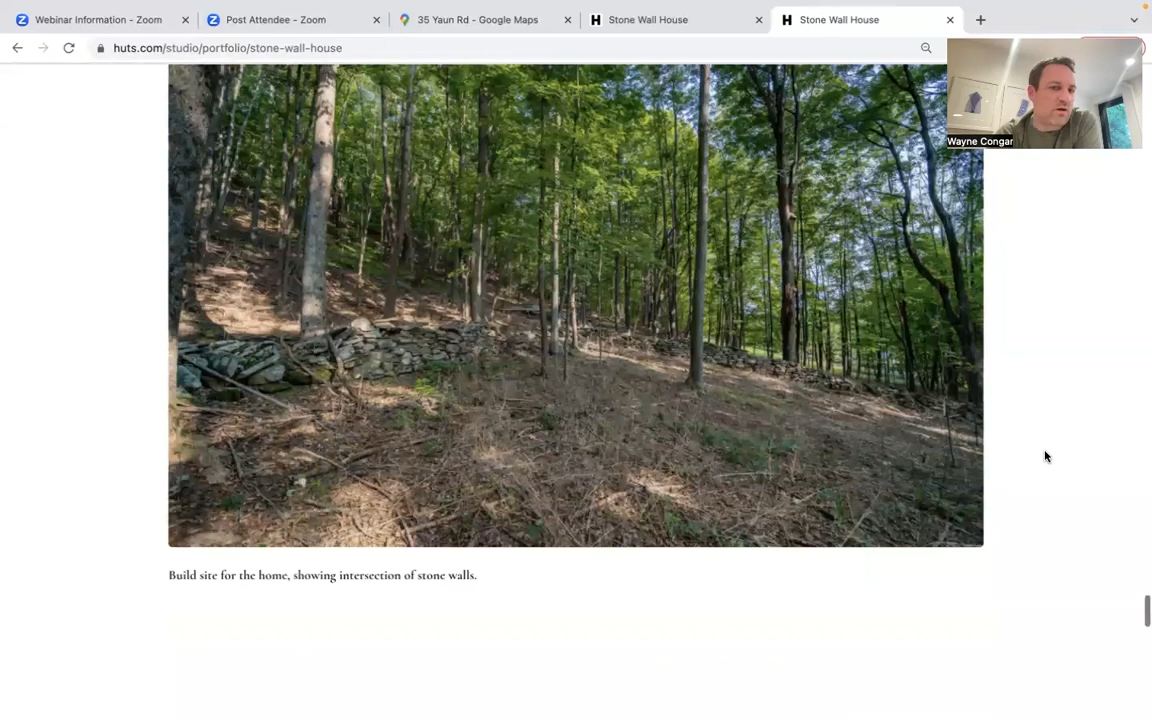 Webinar Information - Zoom
Post Attendee - Zoom
35 Yaun Rd - Google Maps
Stone Wall House
Stone Wall House
huts.com/studio/portfolio/stone-wall-house
Wayne Congar
Build site for the home, showing intersection of stone walls.